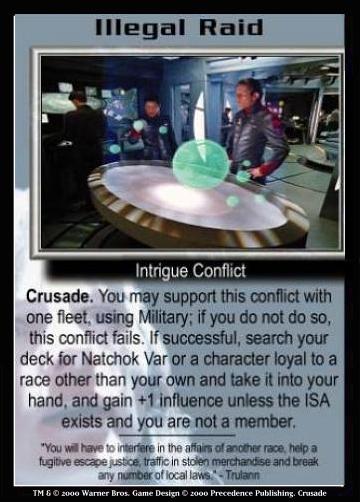 Illegal Raid
Intrigue Conflict
Crusade. You may support this conflict with
one fleet, using Military; if you do not do so,
this conflict fails. If successful, search your
deck for Natchok Var or a character loyal to a
race other than your own and take it into your
hand, and gain +1 influence unless the ISA
exists and you are not a member.
"You will have to interfere in the affairs of another race, help a
fugitive escape justice, traffic in stolen merchandise and break
any number of local laws." - Trulann
TM & © 2000 Warner Bros. Game Design © 2000 Precedence Publishing. Crusade